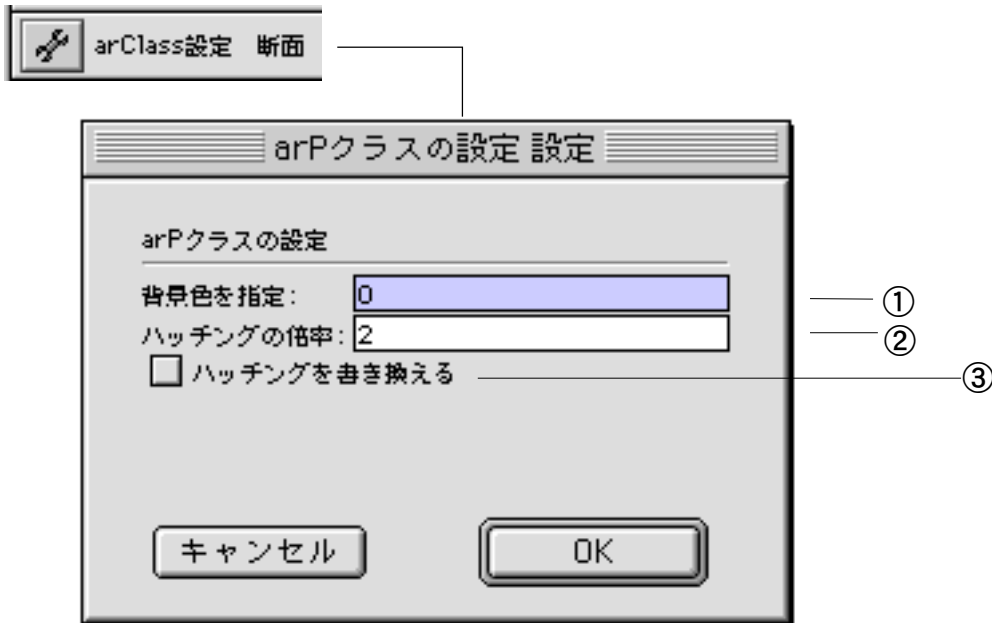 arClass設定 断面
arPクラスの設定 設定
arPクラスの設定
背景色を指定: 0
①
ハッチングの倍率: 2
②
ハッチングを書き換える
③
キャンセル
OK